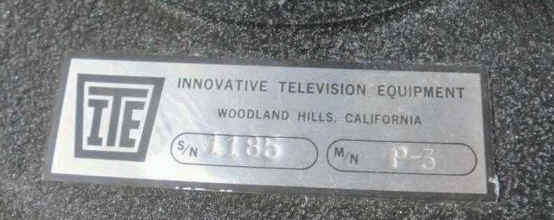 ITE
INNOVATIVE TELEVISION EQUIPMENT
WOODLAND HILLS, CALIFORNIA
S/N 1185 M/N P-3